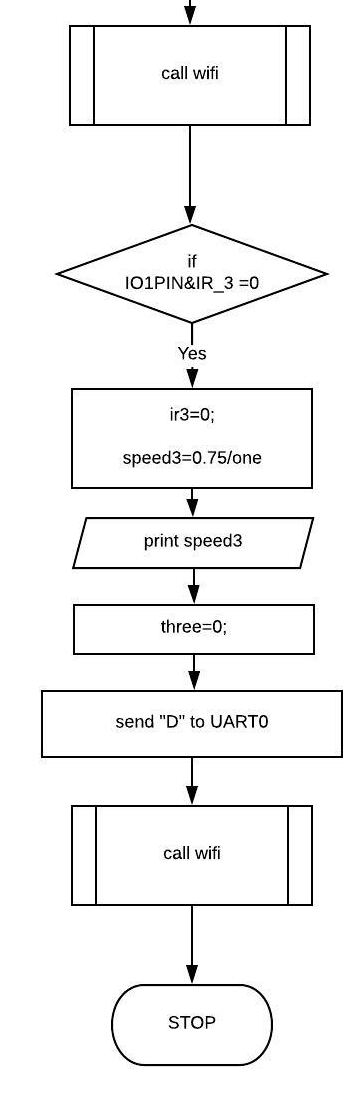 call wifi
if
IO1PIN&IR_3 =0
Yes
ir3=0;
speed3=0.75/one
print speed3
three=0;
send "D" to UART0
call wifi
STOP